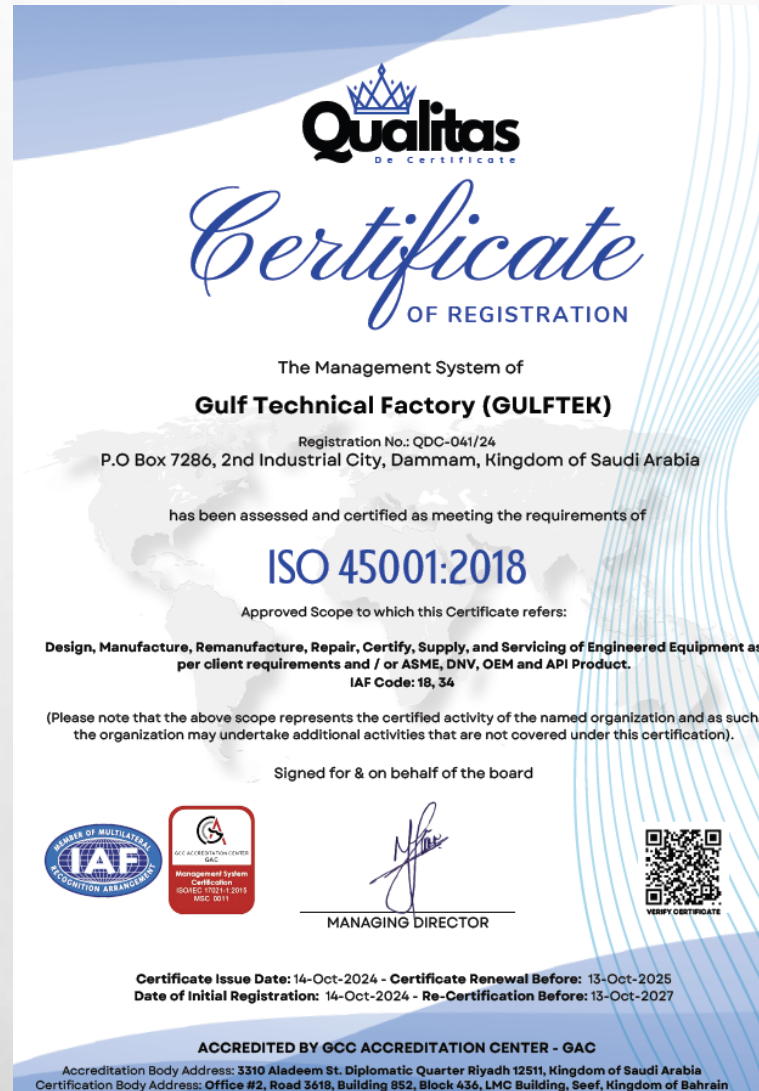 Qualitas
De Certificate
Certificate
OF REGISTRATION
The Management System of
Gulf Technical Factory (GULFTEK)
Registration No.: QDC-041/24
P.O Box 7286, 2nd Industrial City, Dammam, Kingdom of Saudi Arabia
has been assessed and certified as meeting the requirements of
ISO 45001:2018
Approved Scope to which this Certificate refers:
Design, Manufacture, Remanufacture, Repair, Certify, Supply, and Servicing of Engineered Equipment as
per client requirements and / or ASME, DNV, OEM and API Product.
IAF Code: 18, 34
(Please note that the above scope represents the certified activity of the named organization and as such,
the organization may undertake additional activities that are not covered under this certification).
Signed for & on behalf of the board
MEMBER OF MULTILATERAL
IAF
RECOGNITION ARRANGEMENT
GCC ACCREDITATION CENTER
GAC
Management System
Certification
ISO/IEC 17021-1:2015
MSC 0011
MANAGING DIRECTOR
VERIFY CERTIFICATE
Certificate Issue Date: 14-Oct-2024 - Certificate Renewal Before: 13-Oct-2025
Date of Initial Registration: 14-Oct-2024 - Re-Certification Before: 13-Oct-2027
ACCREDITED BY GCC ACCREDITATION CENTER - GAC
Accreditation Body Address: 3310 Aladeem St. Diplomatic Quarter Riyadh 12511, Kingdom of Saudi Arabia
Certification Body Address: Office #2, Road 3618, Building 852, Block 436, LMC Building, Seef, Kingdom of Bahrain